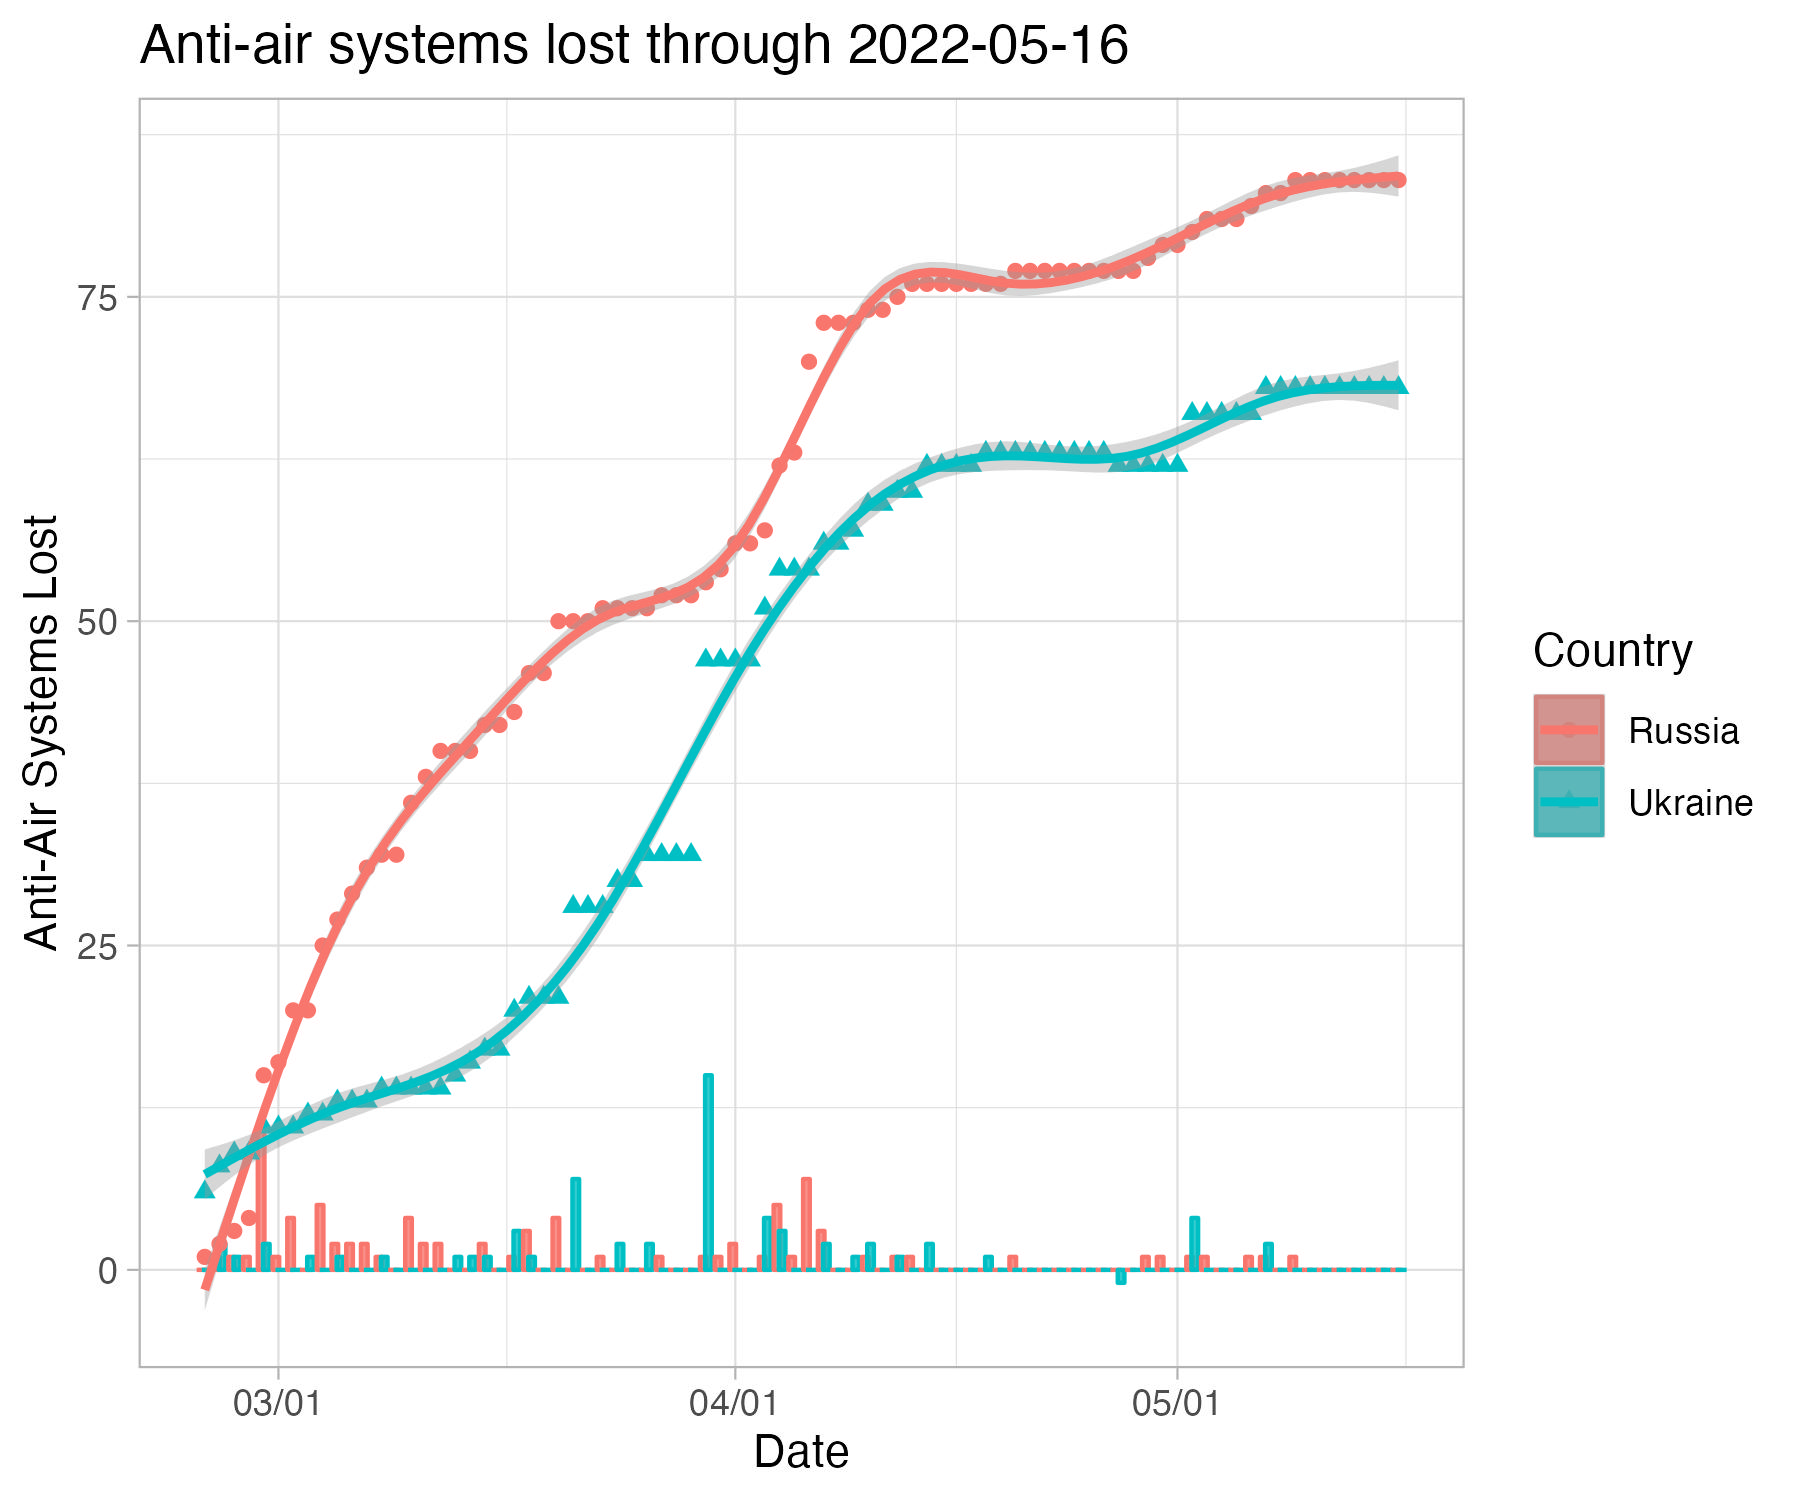 Anti-air systems lost through 2022-05-16
Anti-Air Systems Lost
75
50
25
0
03/01 04/01 05/01
Date
Country
Russia
Ukraine